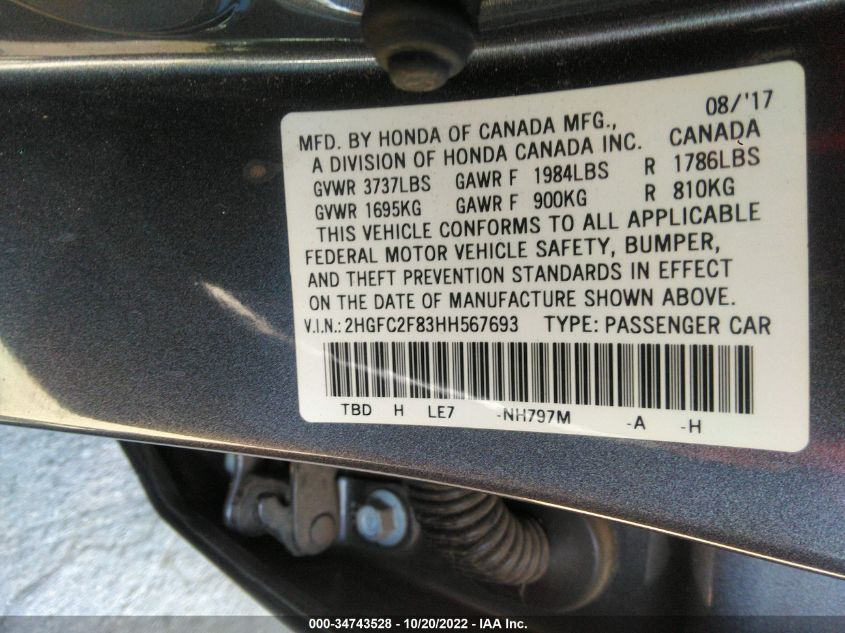 08/'17
MFD. BY HONDA OF CANADA MFG.,
A DIVISION OF HONDA CANADA INC. CANADA
GVWR 3737LBS GAWR F 1984LBS R 1786LBS
GVWR 1695KG GAWR F 900KG R 810KG
THIS VEHICLE CONFORMS TO ALL APPLICABLE
FEDERAL MOTOR VEHICLE SAFETY, BUMPER,
AND THEFT PREVENTION STANDARDS IN EFFECT
ON THE DATE OF MANUFACTURE SHOWN ABOVE.
V.I.N.: 2HGFC2F83HH567693 TYPE: PASSENGER CAR
TBD H LE7 -NH797M -A -H
000-34743528 - 10/20/2022 - IAA Inc.